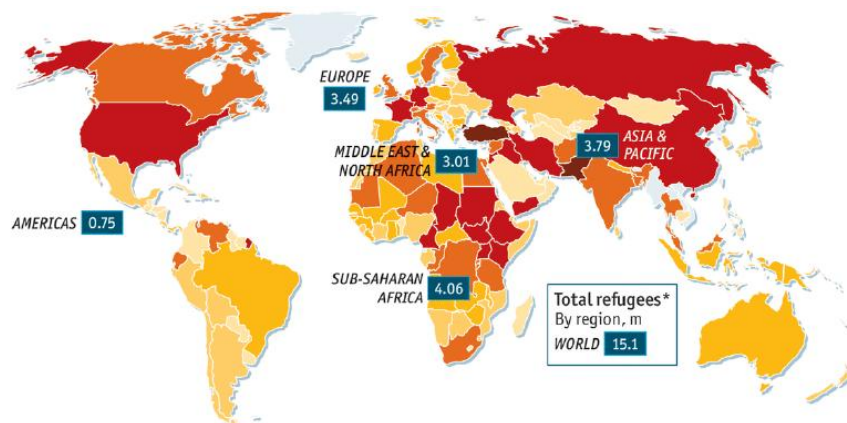 EUROPE
3.49
MIDDLE EAST &
NORTH AFRICA
3.01
3.79
ASIA &
PACIFIC
AMERICAS 0.75
SUB-SAHARAN
AFRICA
4.06
Total refugees*
By region, m
WORLD 15.1